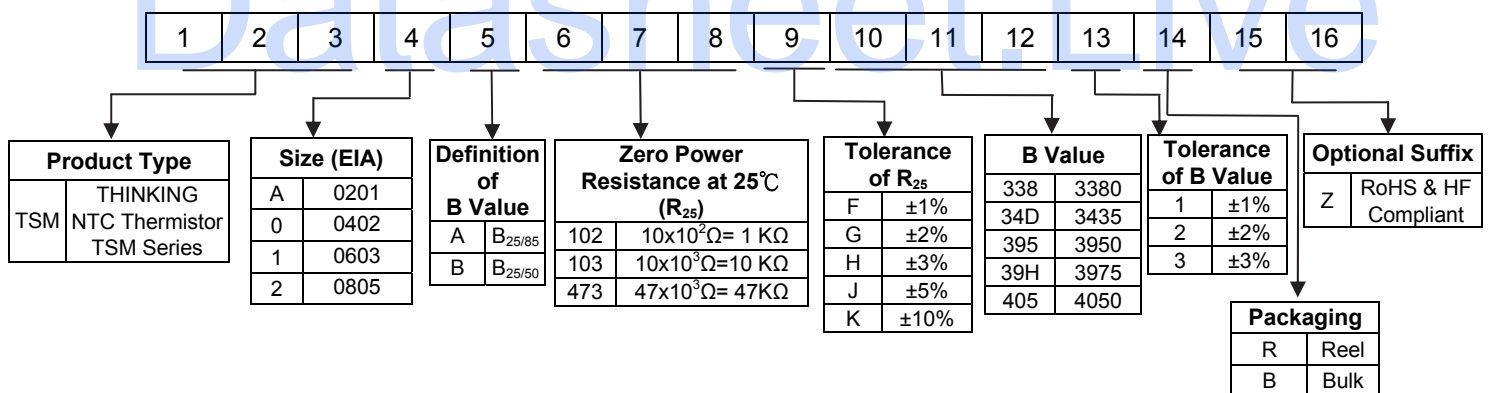 Datasheet.Live
1 2 3 4 5 6 7 8 9 10 11 12 13 14 15 16
Product Type
TSM THINKING NTC Thermistor TSM Series
Size (EIA)
A 0201
0 0402
1 0603
2 0805
Definition
of
B Value
A B25/85
B B25/50
Zero Power
Resistance at 25℃
(R25)
102 10x10²Ω= 1 KΩ
103 10x10³Ω=10 KΩ
473 47x10³Ω= 47KΩ
Tolerance
of R25
F ±1%
G ±2%
H ±3%
J ±5%
K ±10%
B Value
338 3380
34D 3435
395 3950
39H 3975
405 4050
Tolerance
of B Value
1 ±1%
2 ±2%
3 ±3%
Packaging
R Reel
B Bulk
Optional Suffix
Z RoHS & HF Compliant